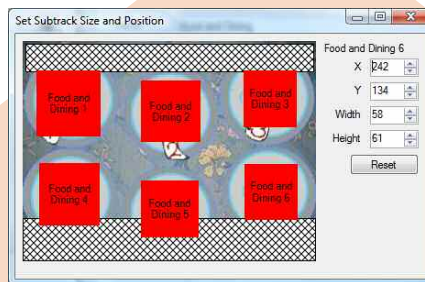 Set Subtrack Size and Position
Food and Dining 6
X 242
Y 134
Width 58
Height 61
Reset
Food and
Dining 1
Food and
Dining 2
Food and
Dining 3
Food and
Dining 4
Food and
Dining 5
Food and
Dining 6